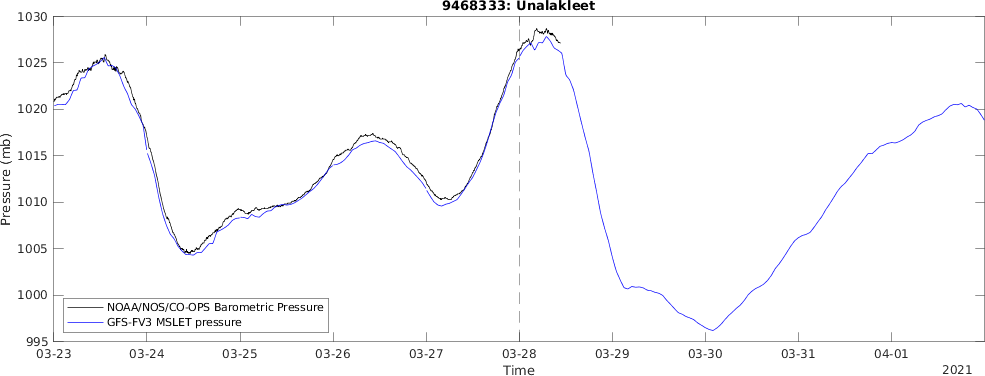 9468333: Unalakleet
1030
1025
1020
1015
1010
1005
1000
995
Pressure (mb)
NOAA/NOS/CO-OPS Barometric Pressure
GFS-FV3 MSLET pressure
03-23 03-24 03-25 03-26 03-27 03-28 03-29 03-30 03-31 04-01
Time
2021